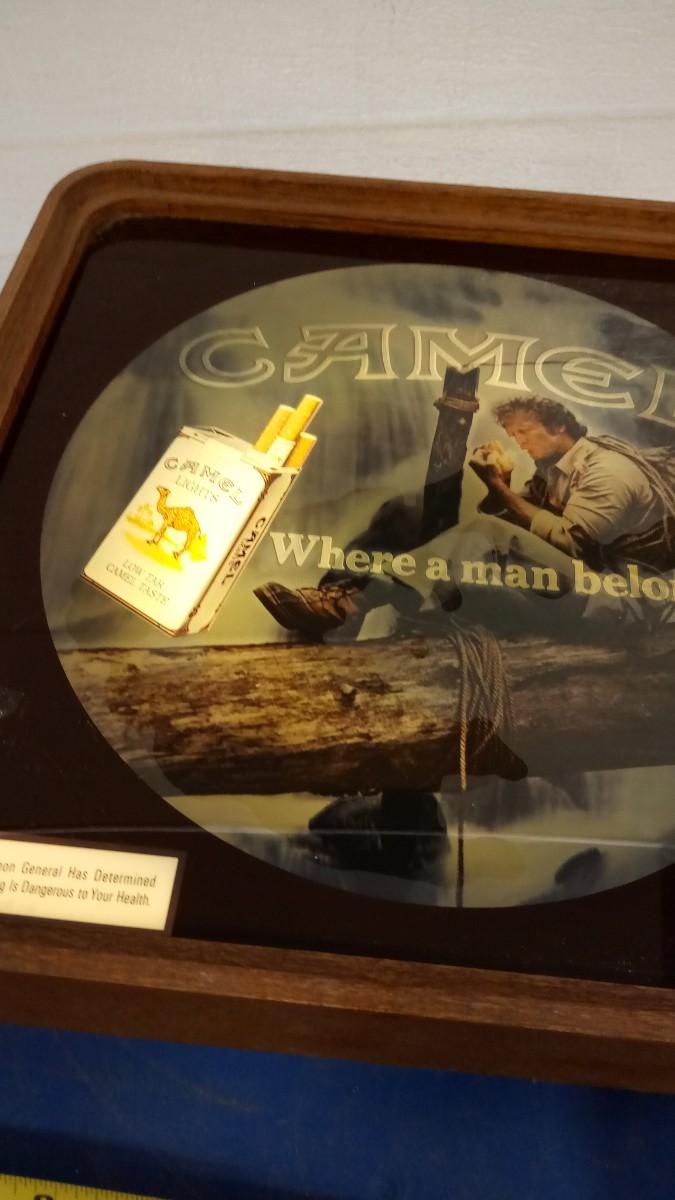 CAMEL
CAMEL
LIGHTS
LOW TAR
CAMEL TASTE
CAMEL
Where a man belo
eon General Has Determined
g Is Dangerous to Your Health.